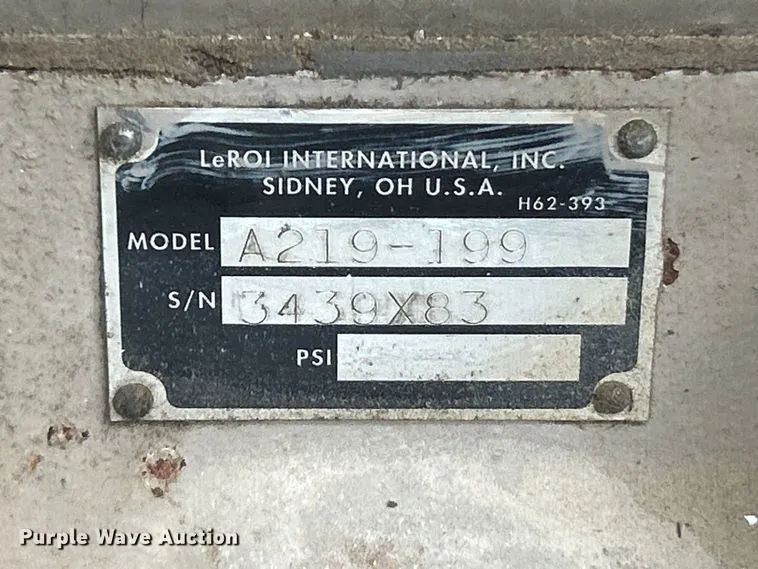 LeROI INTERNATIONAL, INC.
SIDNEY, OH U.S.A.
H62-393
MODEL A219-199
S/N 3439X83
PSI
Purple Wave Auction